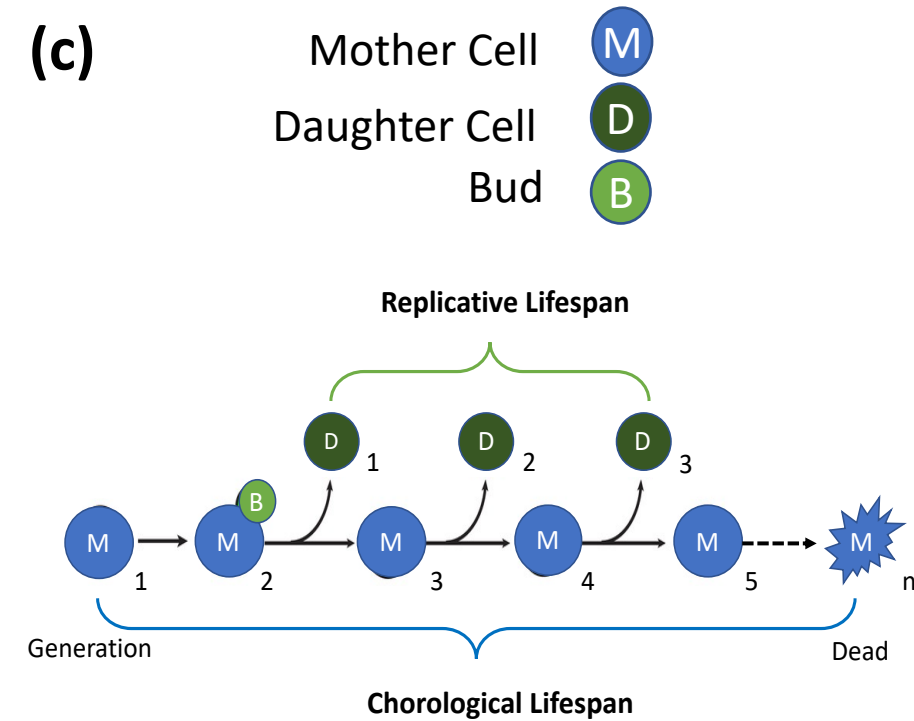 (c)
Mother Cell M
Daughter Cell D
Bud B
Replicative Lifespan
D 1 D 2 D 3
B
M 1 M 2 M 3 M 4 M 5 M n
Generation Dead
Chorological Lifespan